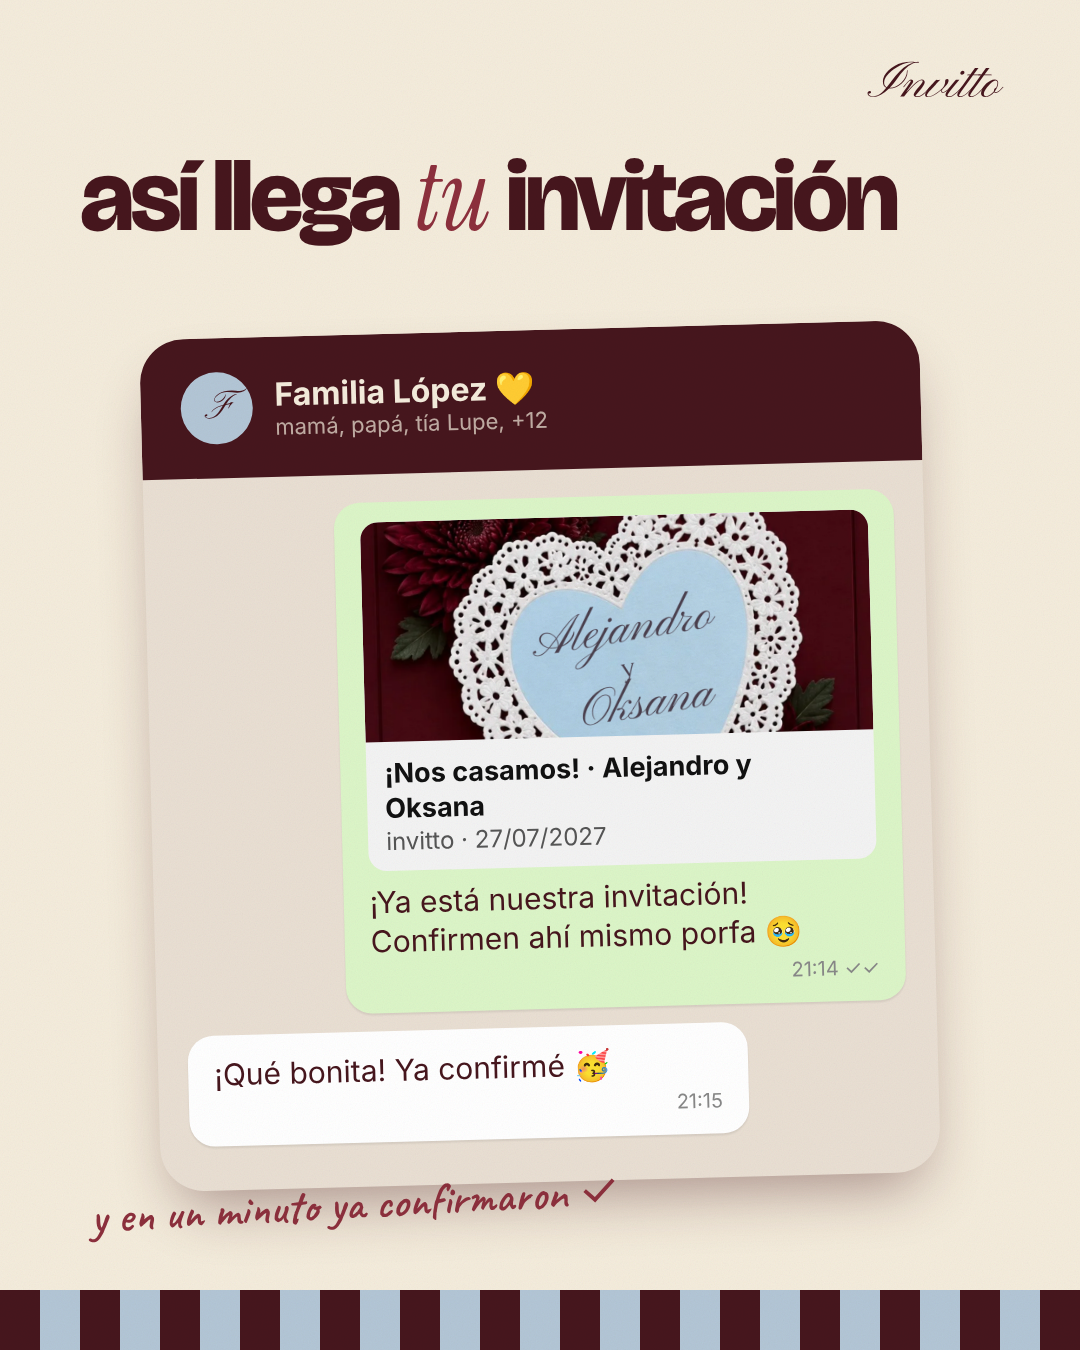 Invitto
así llega tu invitación
F
Familia López 💛
mamá, papá, tía Lupe, +12
Alejandro
y
Oksana
¡Nos casamos! · Alejandro y
Oksana
invitto · 27/07/2027
¡Ya está nuestra invitación!
Confirmen ahí mismo porfa 🥹
21:14 ✓✓
¡Qué bonita! Ya confirmé 🥳
21:15
y en un minuto ya confirmaron ✓